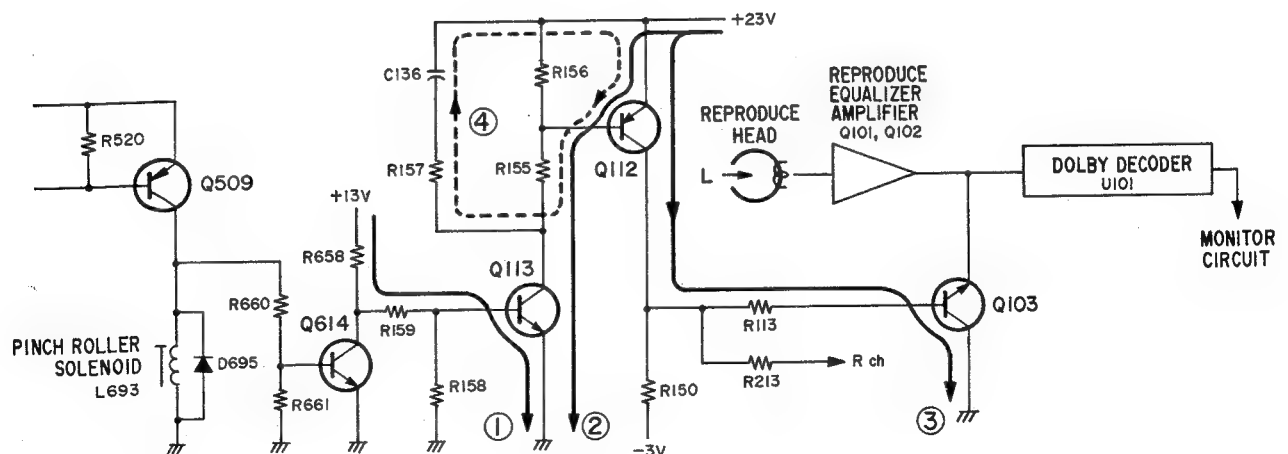 +23V
C136
R156
④
REPRODUCE
EQUALIZER
AMPLIFIER
Q101, Q102
REPRODUCE
HEAD
L
DOLBY DECODER
U101
MONITOR
CIRCUIT
R520
Q509
R157
R155
Q112
+13V
R658
Q113
Q103
R660
Q614
R159
R113
PINCH ROLLER
SOLENOID
L693
D695
R661
R158
R150
R213
R ch
①
②
③
-3V